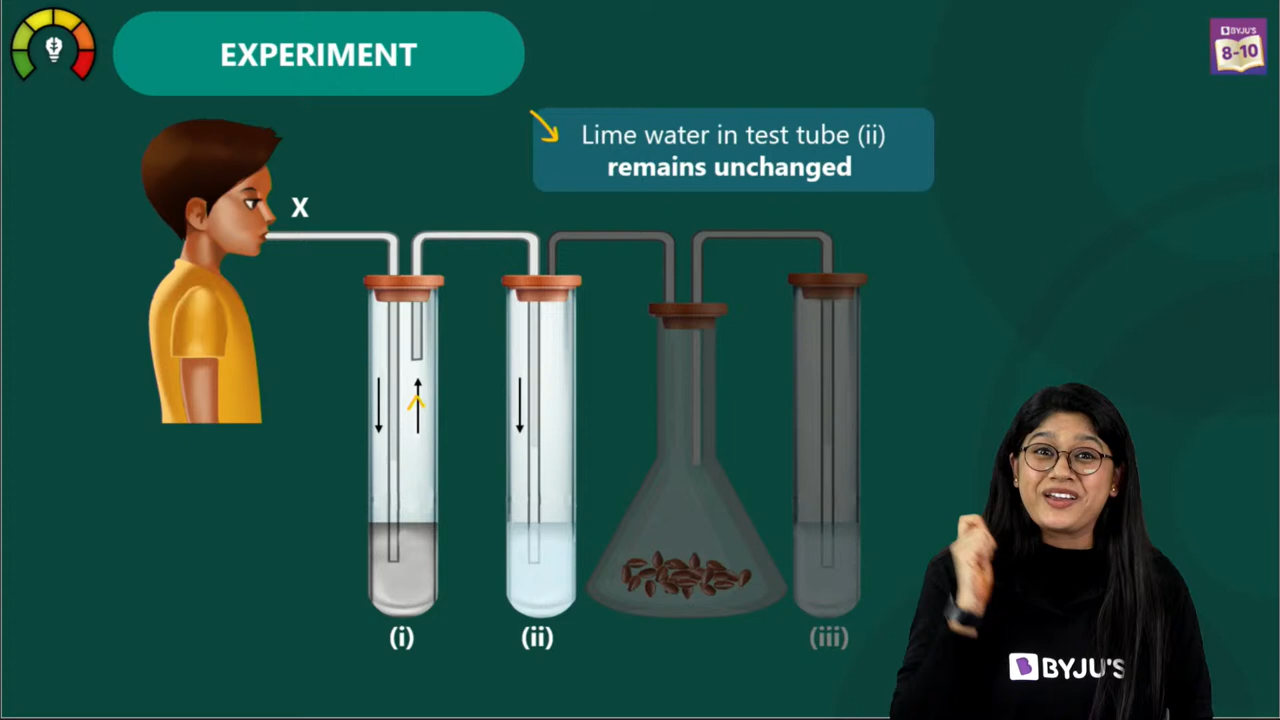 EXPERIMENT
BYJU'S
8-10
Lime water in test tube (ii)
remains unchanged
X
(i)
(ii)
(iii)
BYJU'S